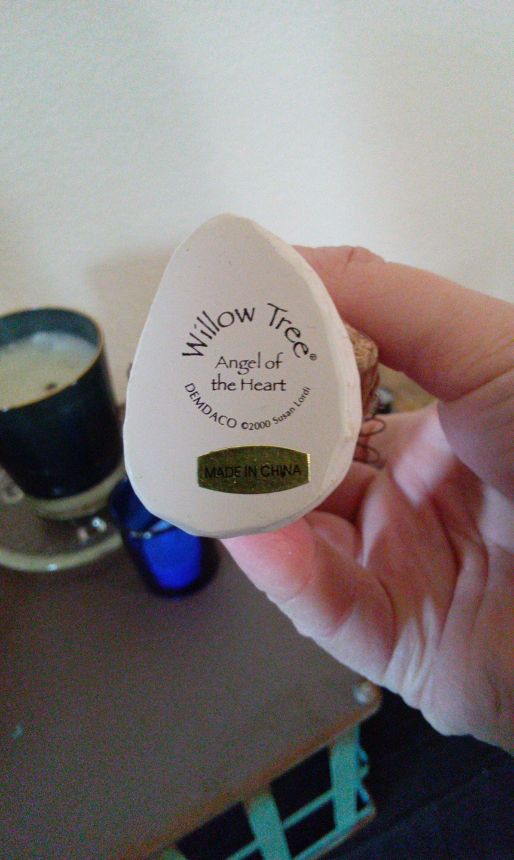 Willow Tree®
Angel of
the Heart
DEMDACO ©2000 Susan Lordi
MADE IN CHINA